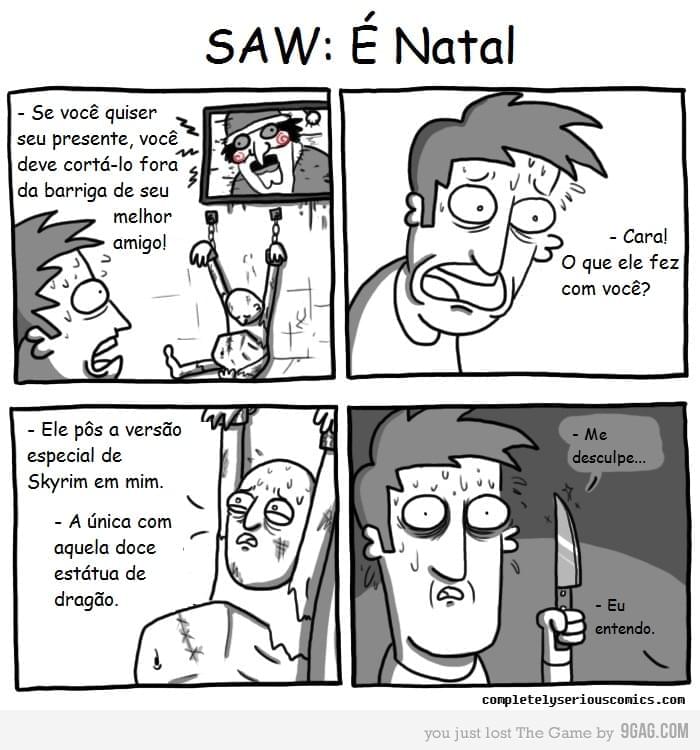 SAW: É Natal
- Se você quiser
seu presente, você
deve cortá-lo fora
da barriga de seu
melhor
amigo!
- Cara!
O que ele fez
com você?
- Ele pôs a versão
especial de
Skyrim em mim.
- A única com
aquela doce
estátua de
dragão.
- Me
desculpe...
- Eu
entendo.
completelyseriouscomics.com
you just lost The Game by 9GAG.COM